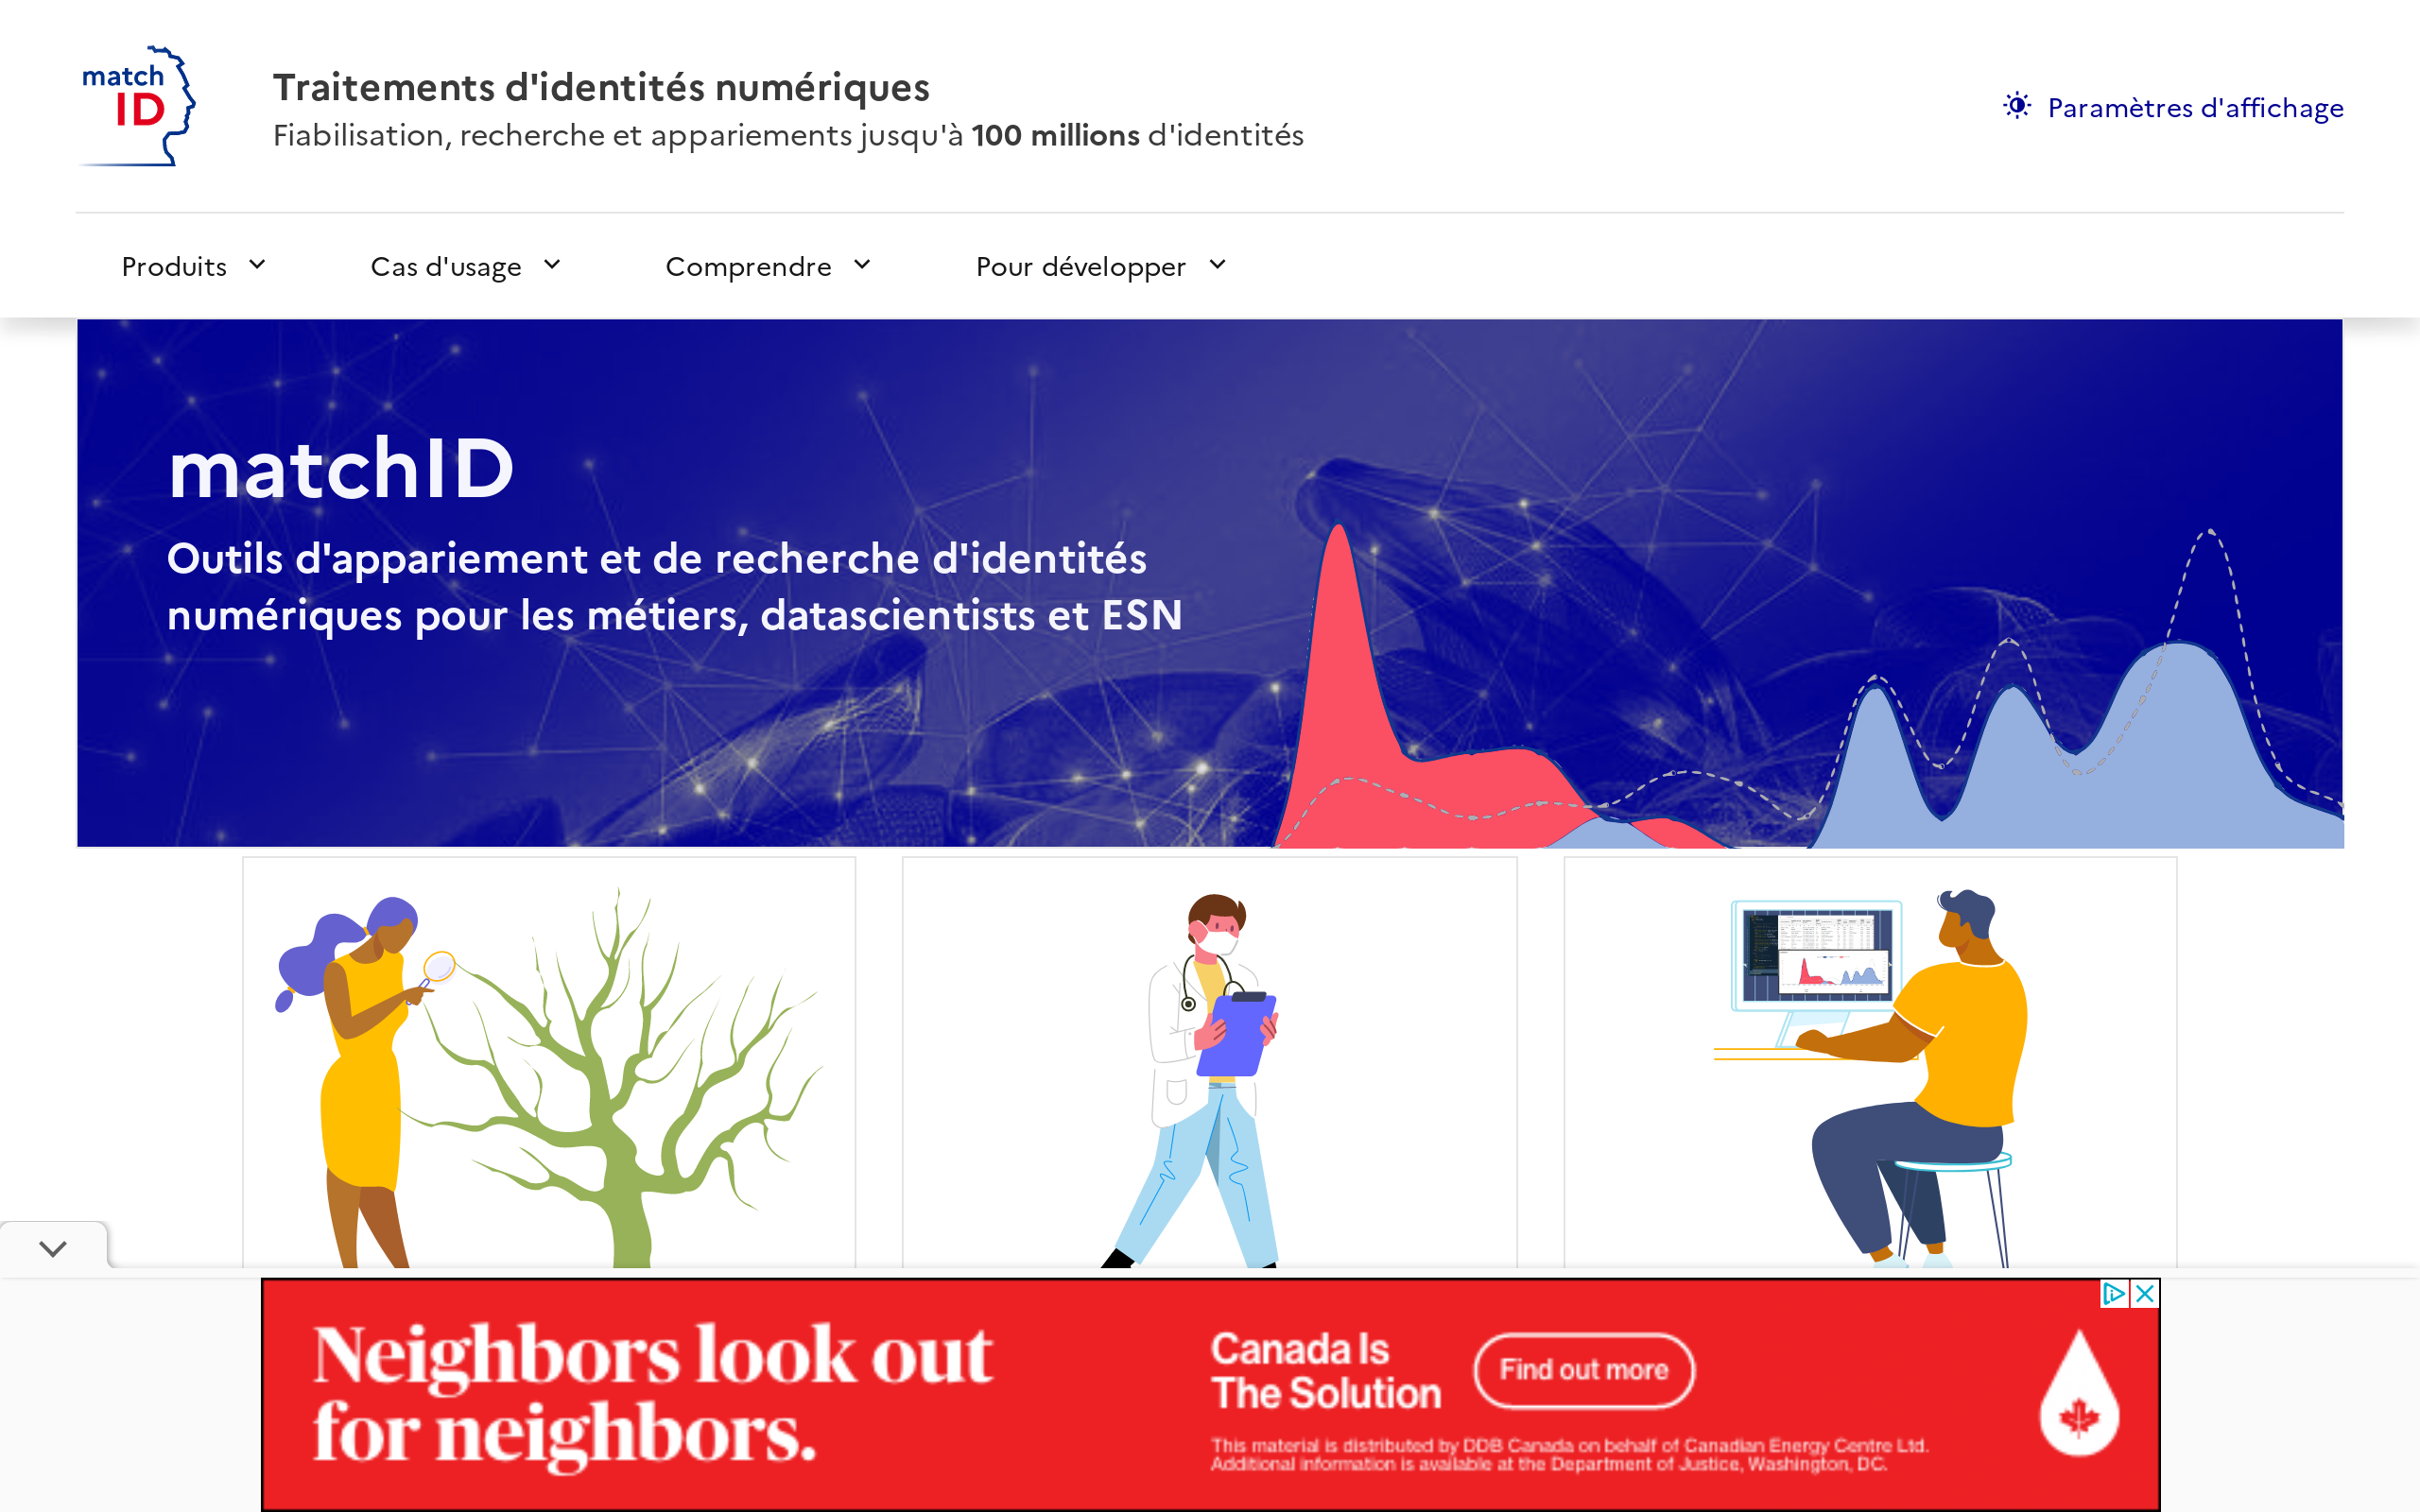 match
ID
Traitements d'identités numériques
Fiabilisation, recherche et appariements jusqu'à 100 millions d'identités
Paramètres d'affichage
Produits
Cas d'usage
Comprendre
Pour développer
matchID
Outils d'appariement et de recherche d'identités
numériques pour les métiers, datascientists et ESN
Neighbors look out
for neighbors.
Canada Is
The Solution
Find out more
This material is distributed by DDB Canada on behalf of Canadian Energy Centre Ltd.
Additional information is available at the Department of Justice, Washington, DC.